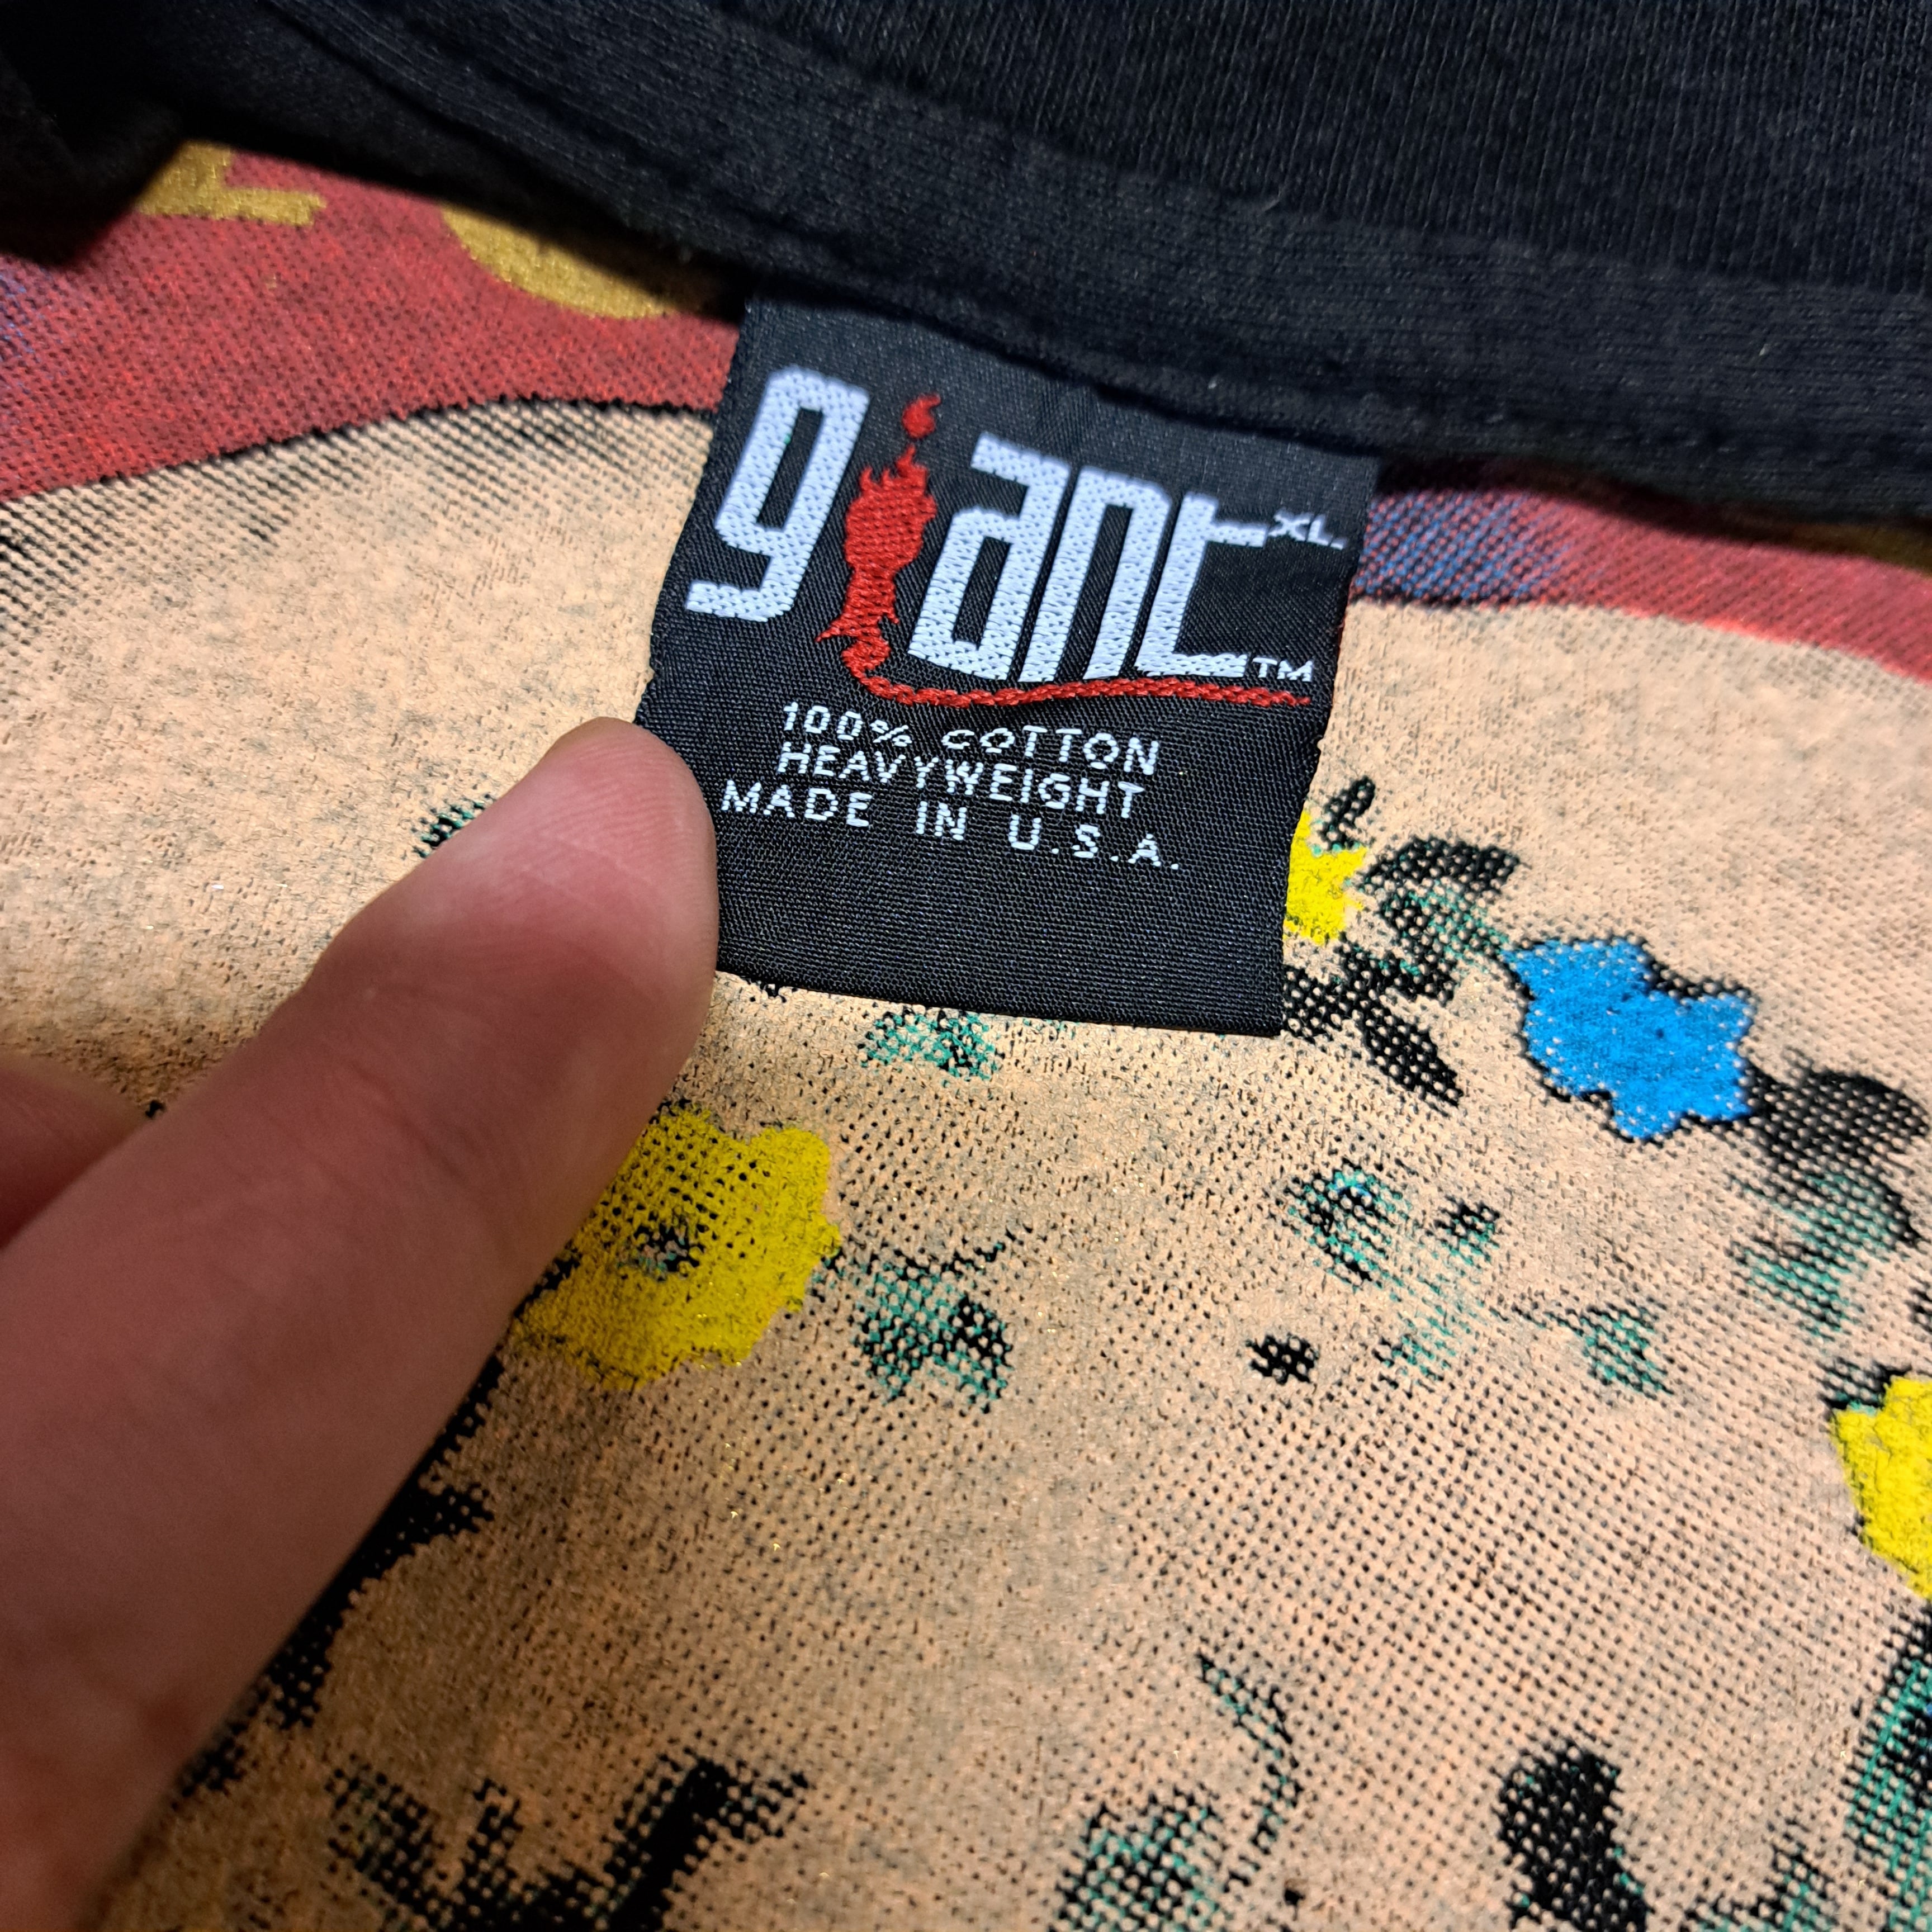 giant XL.
TM
100% COTTON
HEAVYWEIGHT
MADE IN U.S.A.